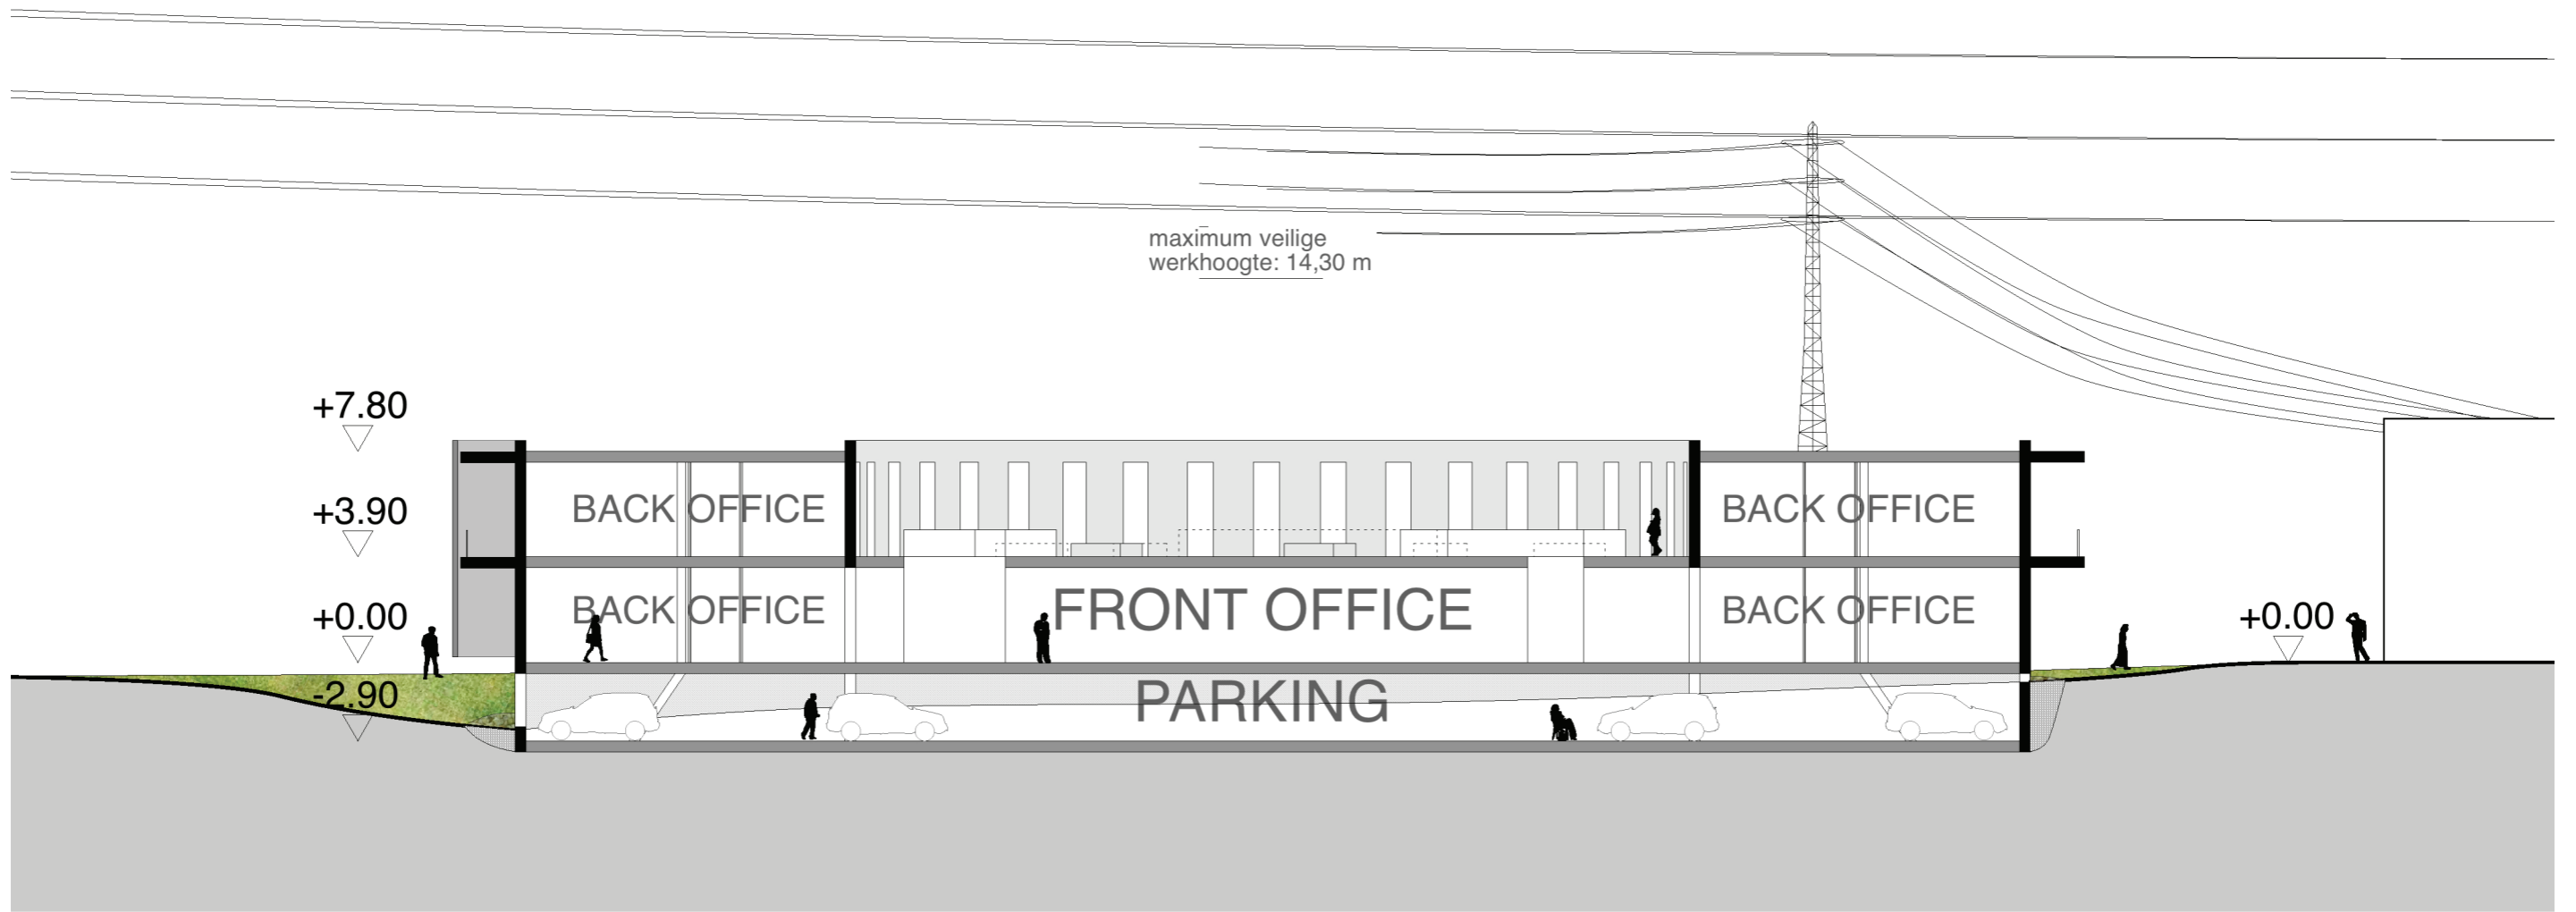 maximum veilige
werkhoogte: 14,30 m
+7.80
+3.90
BACK OFFICE
BACK OFFICE
+0.00
BACK OFFICE
FRONT OFFICE
BACK OFFICE
+0.00
-2.90
PARKING